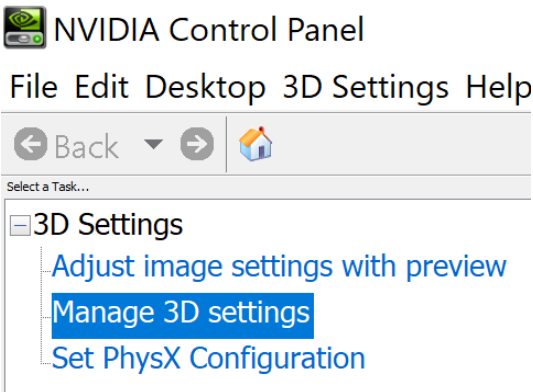 NVIDIA Control Panel
File Edit Desktop 3D Settings Help
Back
Select a Task...
3D Settings
Adjust image settings with preview
Manage 3D settings
Set PhysX Configuration